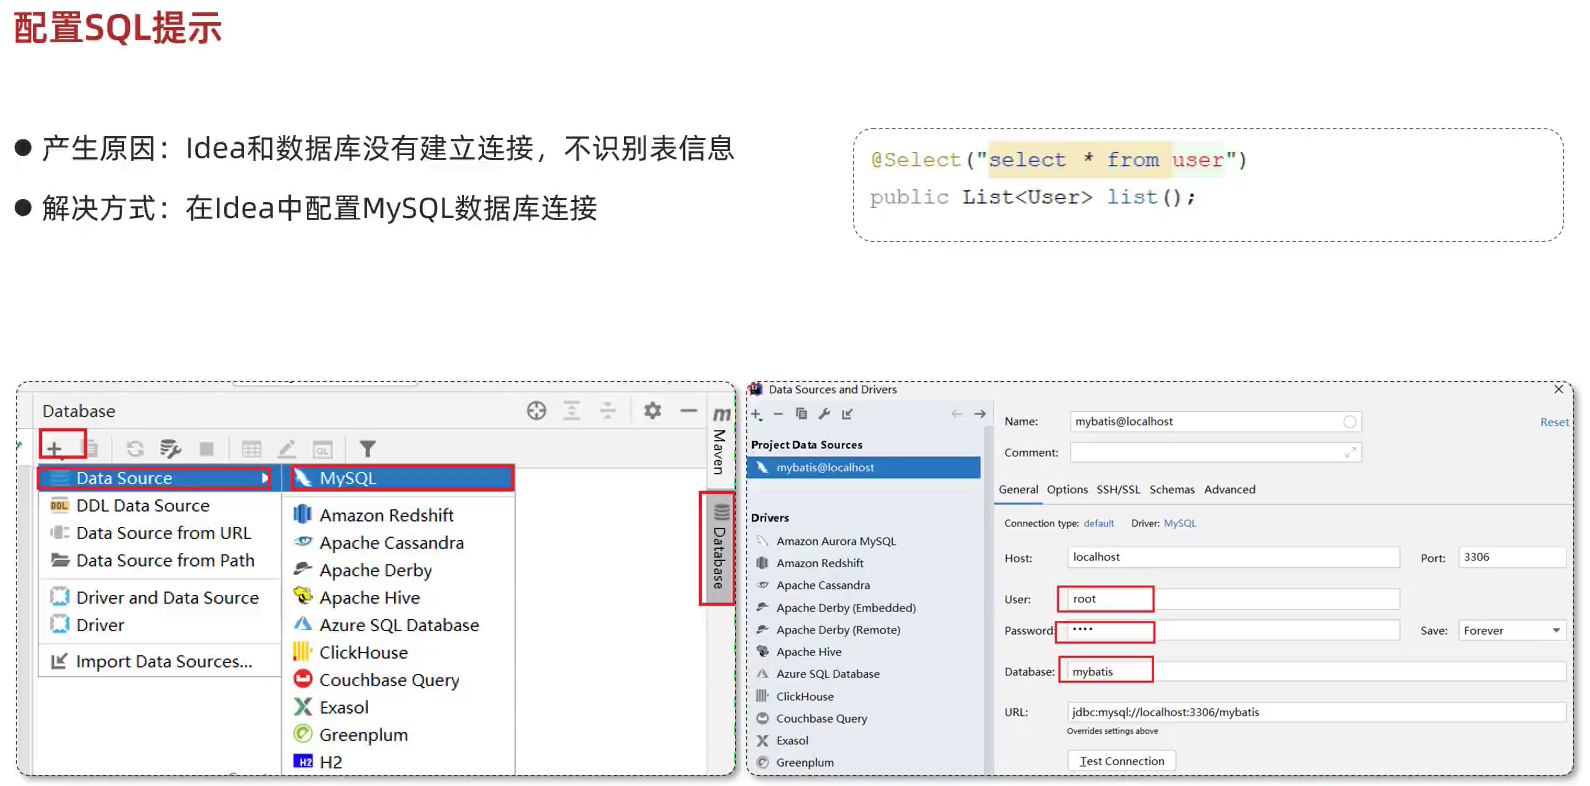 配置SQL提示
● 产生原因：Idea和数据库没有建立连接，不识别表信息
● 解决方式：在Idea中配置MySQL数据库连接
@Select("select * from user")
public List<User> list();
Database
Data Source
DDL Data Source
Data Source from URL
Data Source from Path
Driver and Data Source
Driver
Import Data Sources...
MySQL
Amazon Redshift
Apache Cassandra
Apache Derby
Apache Hive
Azure SQL Database
ClickHouse
Couchbase Query
Exasol
Greenplum
H2
Maven
Database
Data Sources and Drivers
Project Data Sources
mybatis@localhost
Drivers
Amazon Aurora MySQL
Amazon Redshift
Apache Cassandra
Apache Derby (Embedded)
Apache Derby (Remote)
Apache Hive
Azure SQL Database
ClickHouse
Couchbase Query
Exasol
Greenplum
Name: mybatis@localhost Reset
Comment:
General Options SSH/SSL Schemas Advanced
Connection type: default Driver: MySQL
Host: localhost Port: 3306
User: root
Password: •••• Save: Forever
Database: mybatis
URL: jdbc:mysql://localhost:3306/mybatis
Overrides settings above
Test Connection